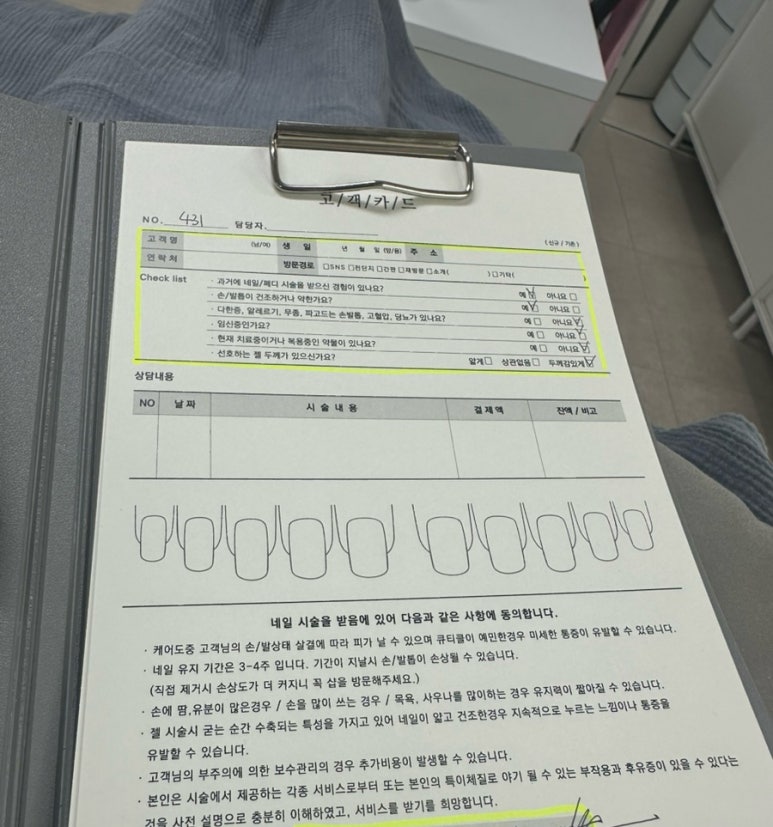 고/객/카/드
NO. 431 담당자.
(신규 / 기존)
고객명 (남/여) 생 일 년 월 일 (양/음) 주 소
연락처 방문경로 □SNS □전단지 □간판 □재방문 □소개( ) □기타( )
Check list · 과거에 네일/페디 시술을 받으신 경험이 있나요? 예☑ 아니요□
· 손/발톱이 건조하거나 약한가요? 예☑ 아니요□
· 다한증, 알레르기, 무좀, 파고드는 손발톱, 고혈압, 당뇨가 있나요? 예□ 아니요☑
· 임신중인가요? 예□ 아니요☑
· 현재 치료중이거나 복용중인 약물이 있나요? 예□ 아니요☑
· 선호하는 젤 두께가 있으신가요? 얇게□ 상관없음□ 두께감있게☑
상담내용
NO 날 짜 시 술 내 용 결 제 액 잔액 / 비고
네일 시술을 받음에 있어 다음과 같은 사항에 동의합니다.
· 케어도중 고객님의 손/발상태 살결에 따라 피가 날 수 있으며 큐티클이 예민한경우 미세한 통증이 유발할 수 있습니다.
· 네일 유지 기간은 3-4주 입니다. 기간이 지날시 손/발톱이 손상될 수 있습니다.
(직접 제거시 손상도가 더 커지니 꼭 샵을 방문해주세요.)
· 손에 땀,유분이 많은경우 / 손을 많이 쓰는 경우 / 목욕, 사우나를 많이하는 경우 유지력이 짧아질 수 있습니다.
· 젤 시술시 굳는 순간 수축되는 특성을 가지고 있어 네일이 얇고 건조한경우 지속적으로 누르는 느낌이나 통증을
유발할 수 있습니다.
· 고객님의 부주의에 의한 보수관리의 경우 추가비용이 발생할 수 있습니다.
· 본인은 시술에서 제공하는 각종 서비스로부터 또는 본인의 특이체질로 야기 될 수 있는 부작용과 후유증이 있을 수 있다는
것을 사전 설명으로 충분히 이해하였고, 서비스를 받기를 희망합니다.